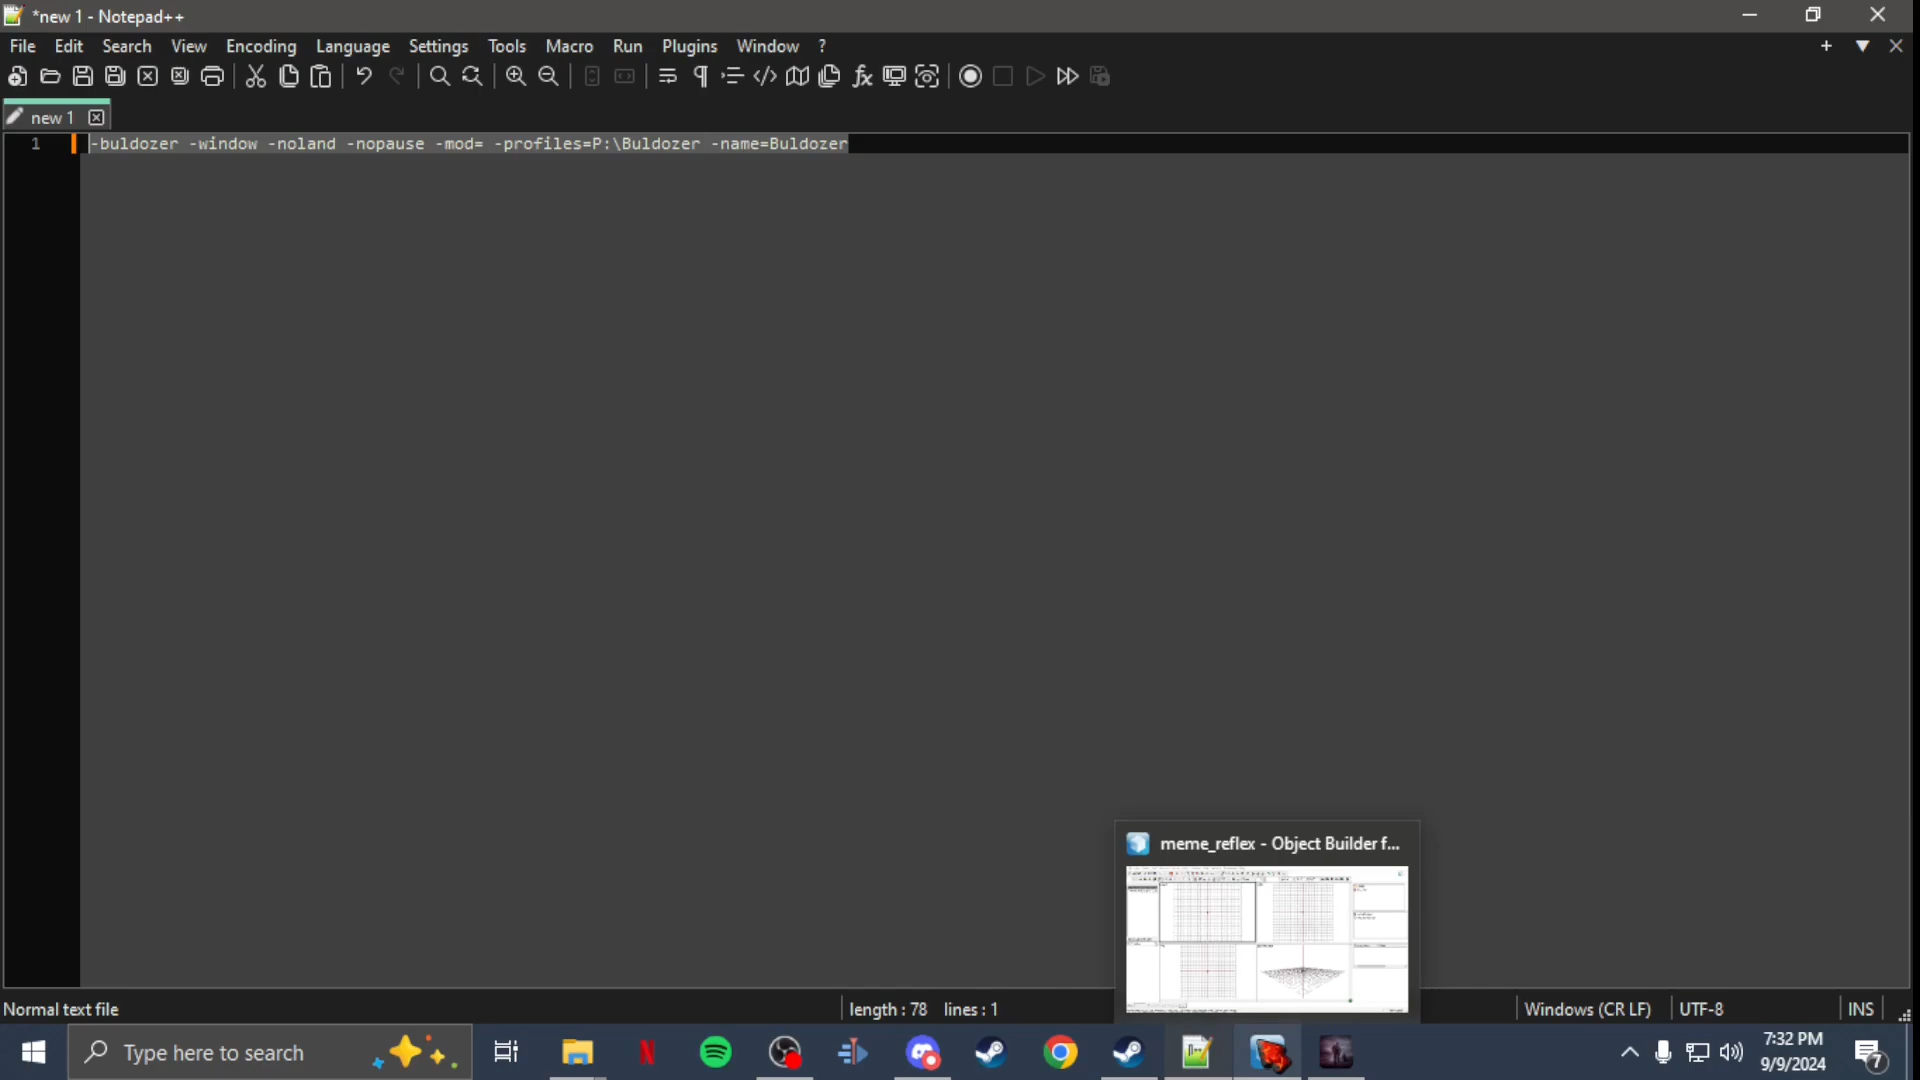 *new 1 - Notepad++
File Edit Search View Encoding Language Settings Tools Macro Run Plugins Window ?
new 1
1 -buldozer -window -noland -nopause -mod= -profiles=P:\Buldozer -name=Buldozer
meme_reflex - Object Builder f...
Normal text file length : 78 lines : 1 Windows (CR LF) UTF-8 INS
Type here to search
7:32 PM
9/9/2024
7